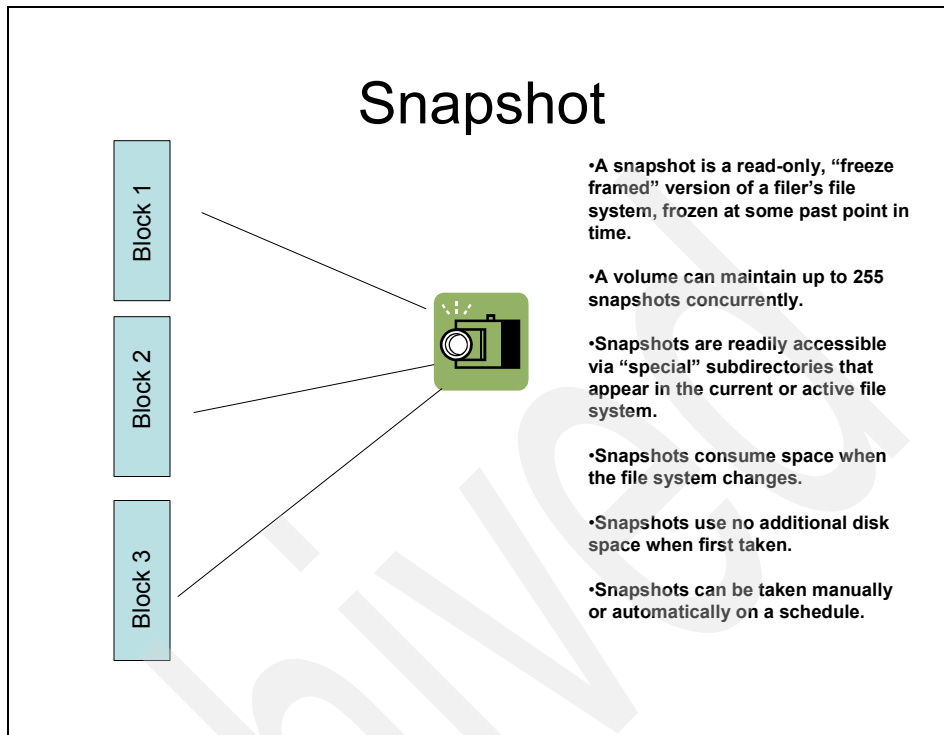 Snapshot
Block 1
Block 2
Block 3
•A snapshot is a read-only, “freeze
framed” version of a filer’s file
system, frozen at some past point in
time.
•A volume can maintain up to 255
snapshots concurrently.
•Snapshots are readily accessible
via “special” subdirectories that
appear in the current or active file
system.
•Snapshots consume space when
the file system changes.
•Snapshots use no additional disk
space when first taken.
•Snapshots can be taken manually
or automatically on a schedule.
hived